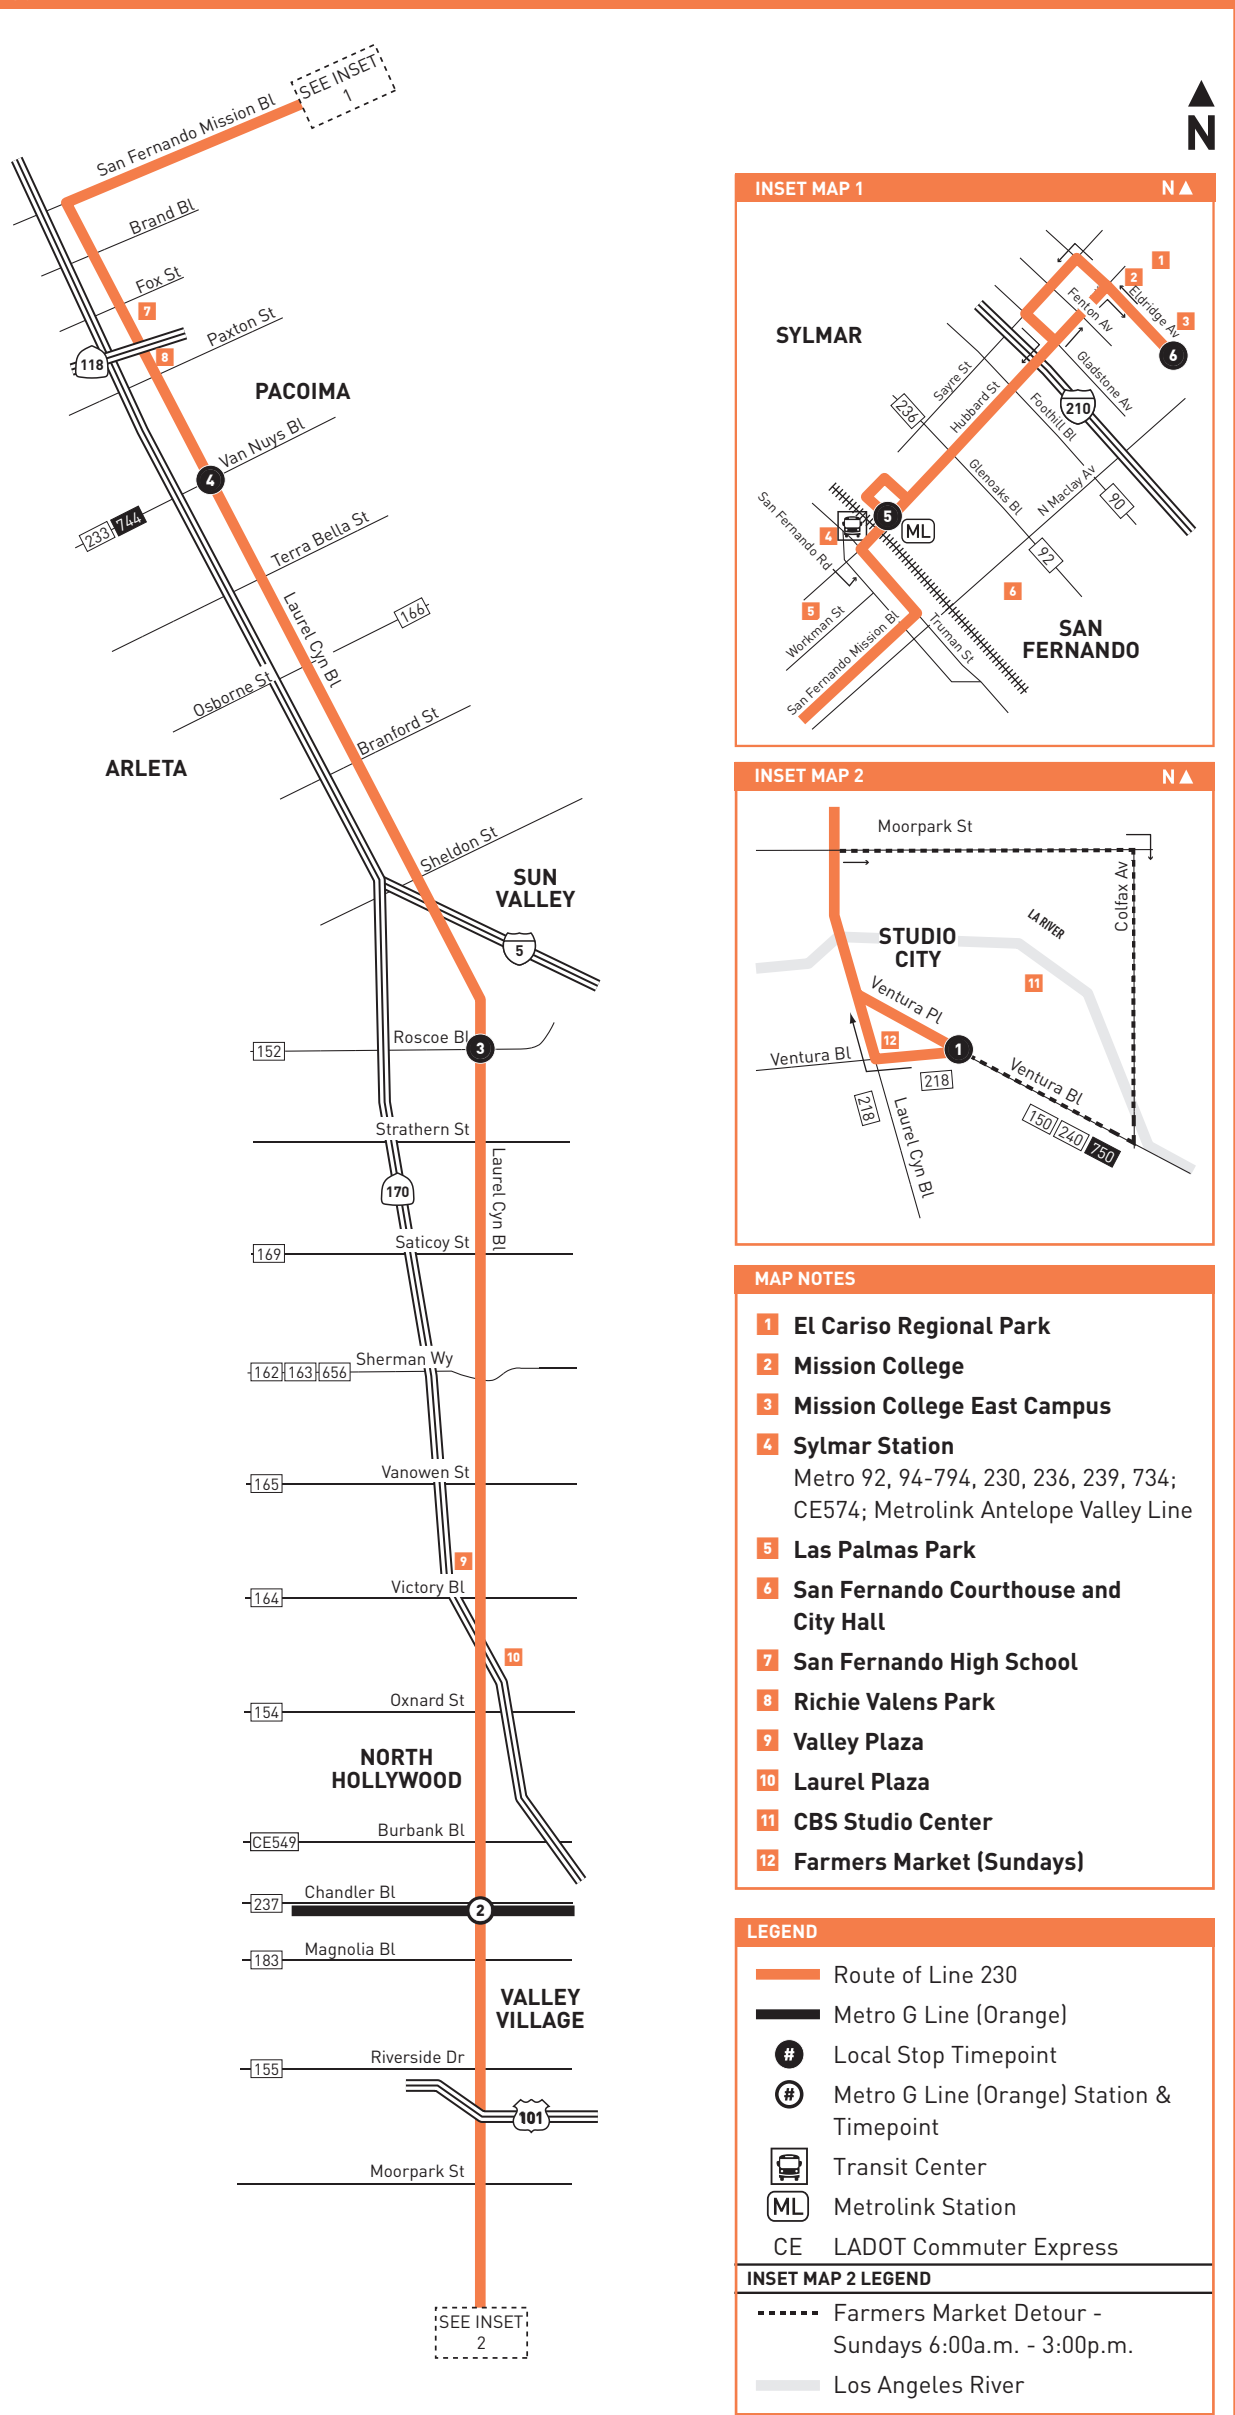 SEE INSET
1
San Fernando Mission Bl
Brand Bl
Fox St
7
Paxton St
118
8
PACOIMA
Van Nuys Bl
4
233
744
Terra Bella St
Laurel Cyn Bl
166
Osborne St
Branford St
ARLETA
Sheldon St
SUN
VALLEY
5
Roscoe Bl
152
3
Strathern St
170
Laurel Cyn Bl
Saticoy St
169
Sherman Wy
162 163 656
Vanowen St
165
9
Victory Bl
164
10
Oxnard St
154
NORTH
HOLLYWOOD
Burbank Bl
CE549
Chandler Bl
237
2
Magnolia Bl
183
VALLEY
VILLAGE
Riverside Dr
155
101
Moorpark St
SEE INSET
2
N
INSET MAP 1 N
1
2
Fenton Av
Eldridge Av
3
SYLMAR
6
Sayre St
Gladstone Av
236
Hubbard St
Foothill Bl
210
Glenoaks Bl
N Maclay Av
90
San Fernando Rd
5
4
ML
92
5
6
Workman St
San Fernando Mission Bl
Truman St
SAN
FERNANDO
INSET MAP 2 N
Moorpark St
Colfax Av
LA RIVER
STUDIO
CITY
11
Ventura Pl
12
1
Ventura Bl
Ventura Bl
218
218
Laurel Cyn Bl
150 240 750
MAP NOTES
1 El Cariso Regional Park
2 Mission College
3 Mission College East Campus
4 Sylmar Station
Metro 92, 94-794, 230, 236, 239, 734;
CE574; Metrolink Antelope Valley Line
5 Las Palmas Park
6 San Fernando Courthouse and
City Hall
7 San Fernando High School
8 Richie Valens Park
9 Valley Plaza
10 Laurel Plaza
11 CBS Studio Center
12 Farmers Market (Sundays)
LEGEND
Route of Line 230
Metro G Line (Orange)
# Local Stop Timepoint
# Metro G Line (Orange) Station &
Timepoint
Transit Center
ML Metrolink Station
CE LADOT Commuter Express
INSET MAP 2 LEGEND
Farmers Market Detour -
Sundays 6:00a.m. - 3:00p.m.
Los Angeles River